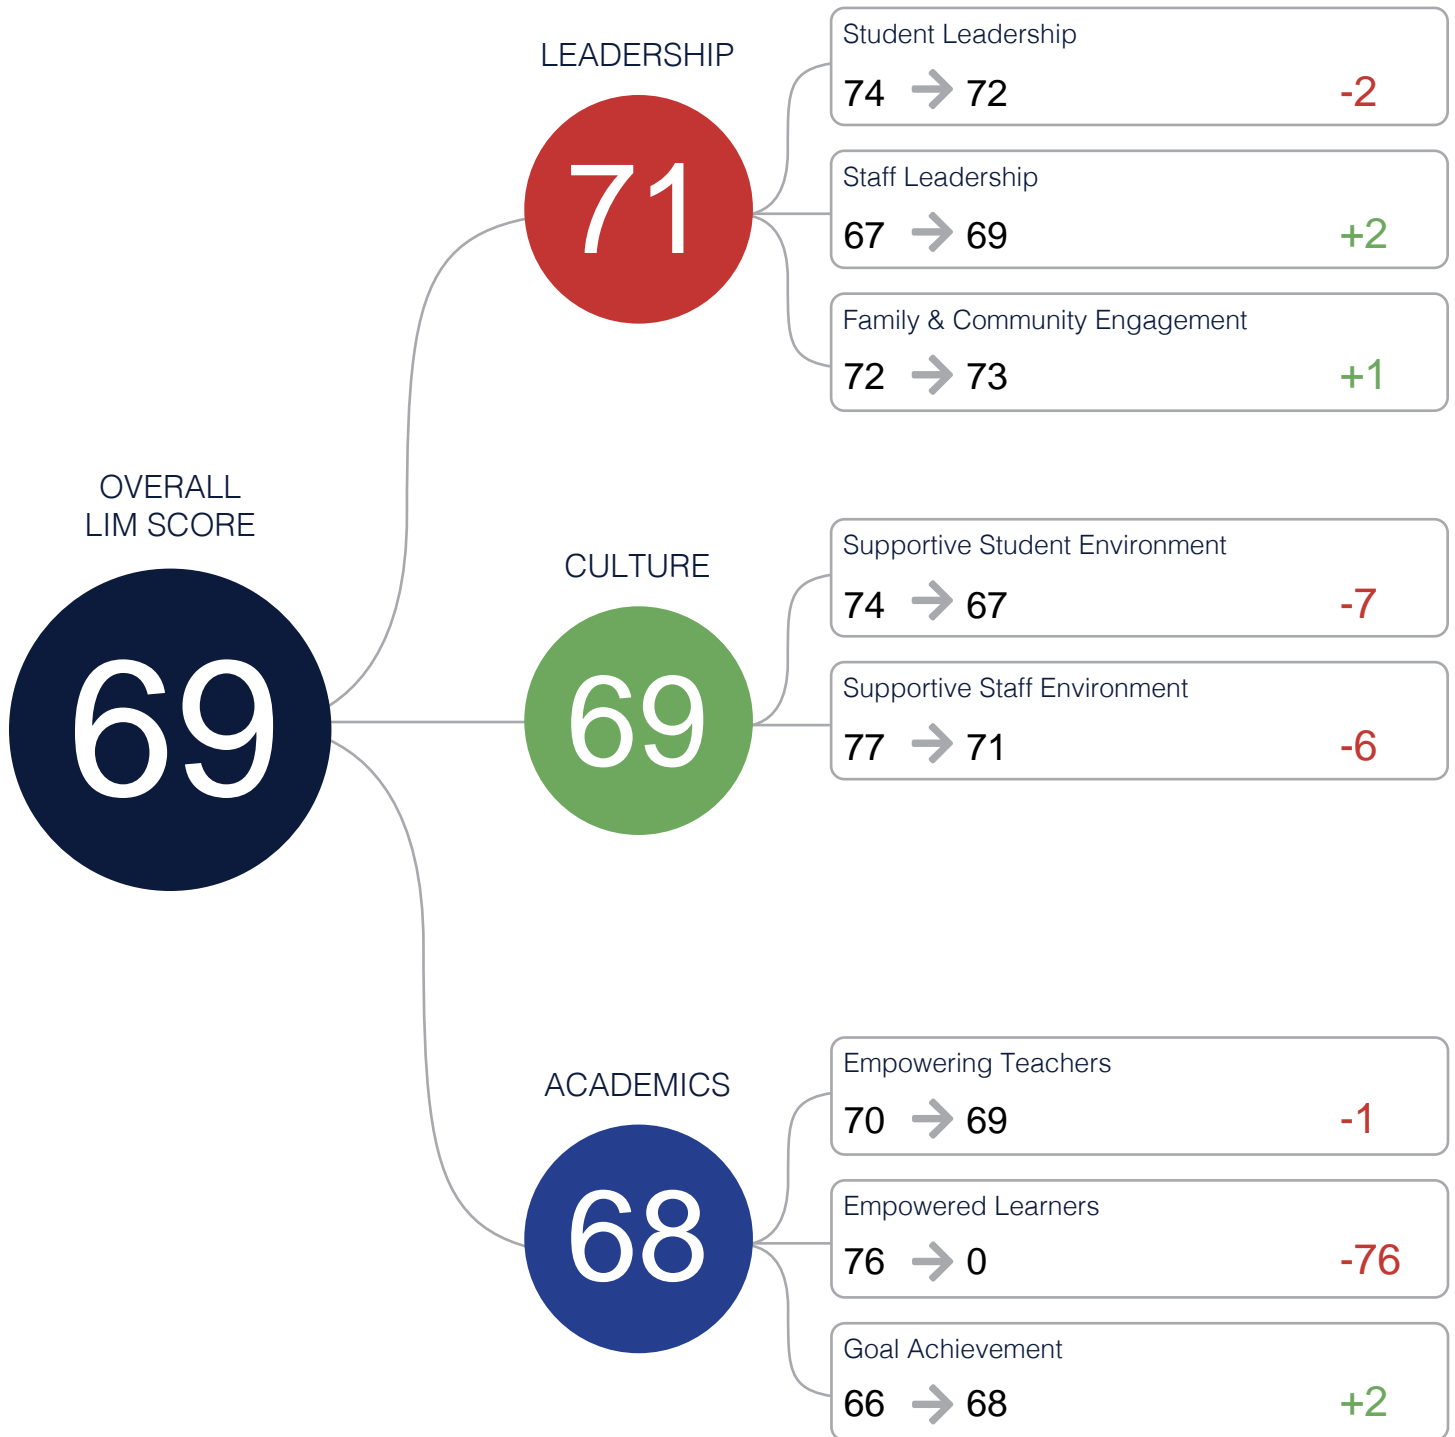 OVERALL
LIM SCORE
69
LEADERSHIP
71
Student Leadership
74 → 72 -2
Staff Leadership
67 → 69 +2
Family & Community Engagement
72 → 73 +1
CULTURE
69
Supportive Student Environment
74 → 67 -7
Supportive Staff Environment
77 → 71 -6
ACADEMICS
68
Empowering Teachers
70 → 69 -1
Empowered Learners
76 → 0 -76
Goal Achievement
66 → 68 +2